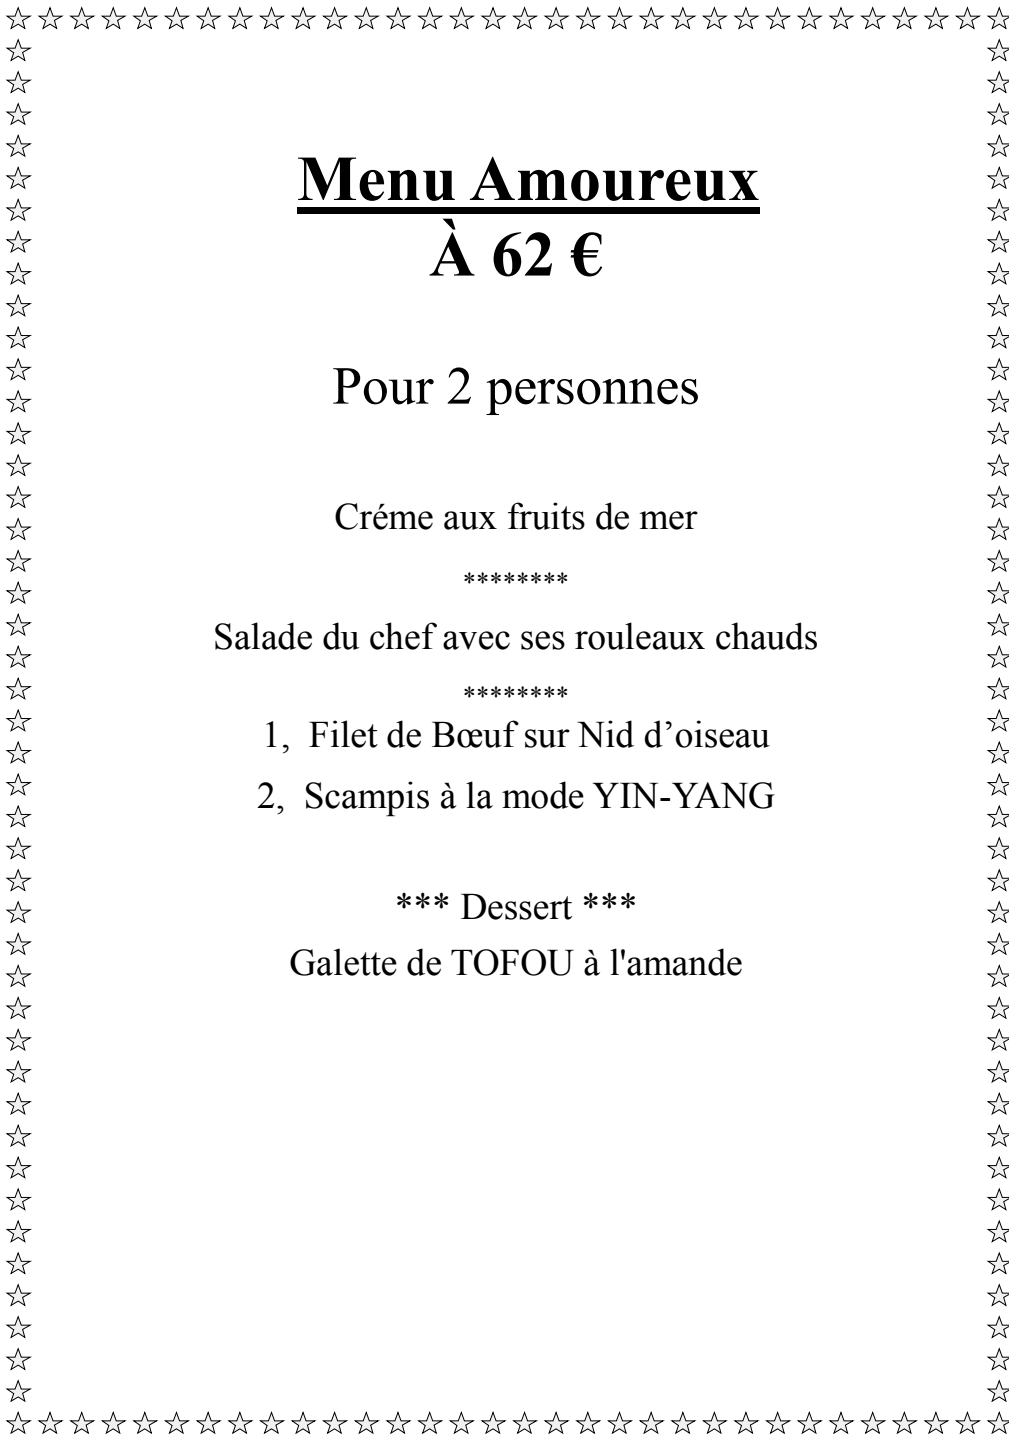 Menu Amoureux
À 62 €
Pour 2 personnes
Créme aux fruits de mer
********
Salade du chef avec ses rouleaux chauds
********
1,  Filet de Bœuf sur Nid d’oiseau
2,  Scampis à la mode YIN-YANG
*** Dessert ***
Galette de TOFOU à l'amande